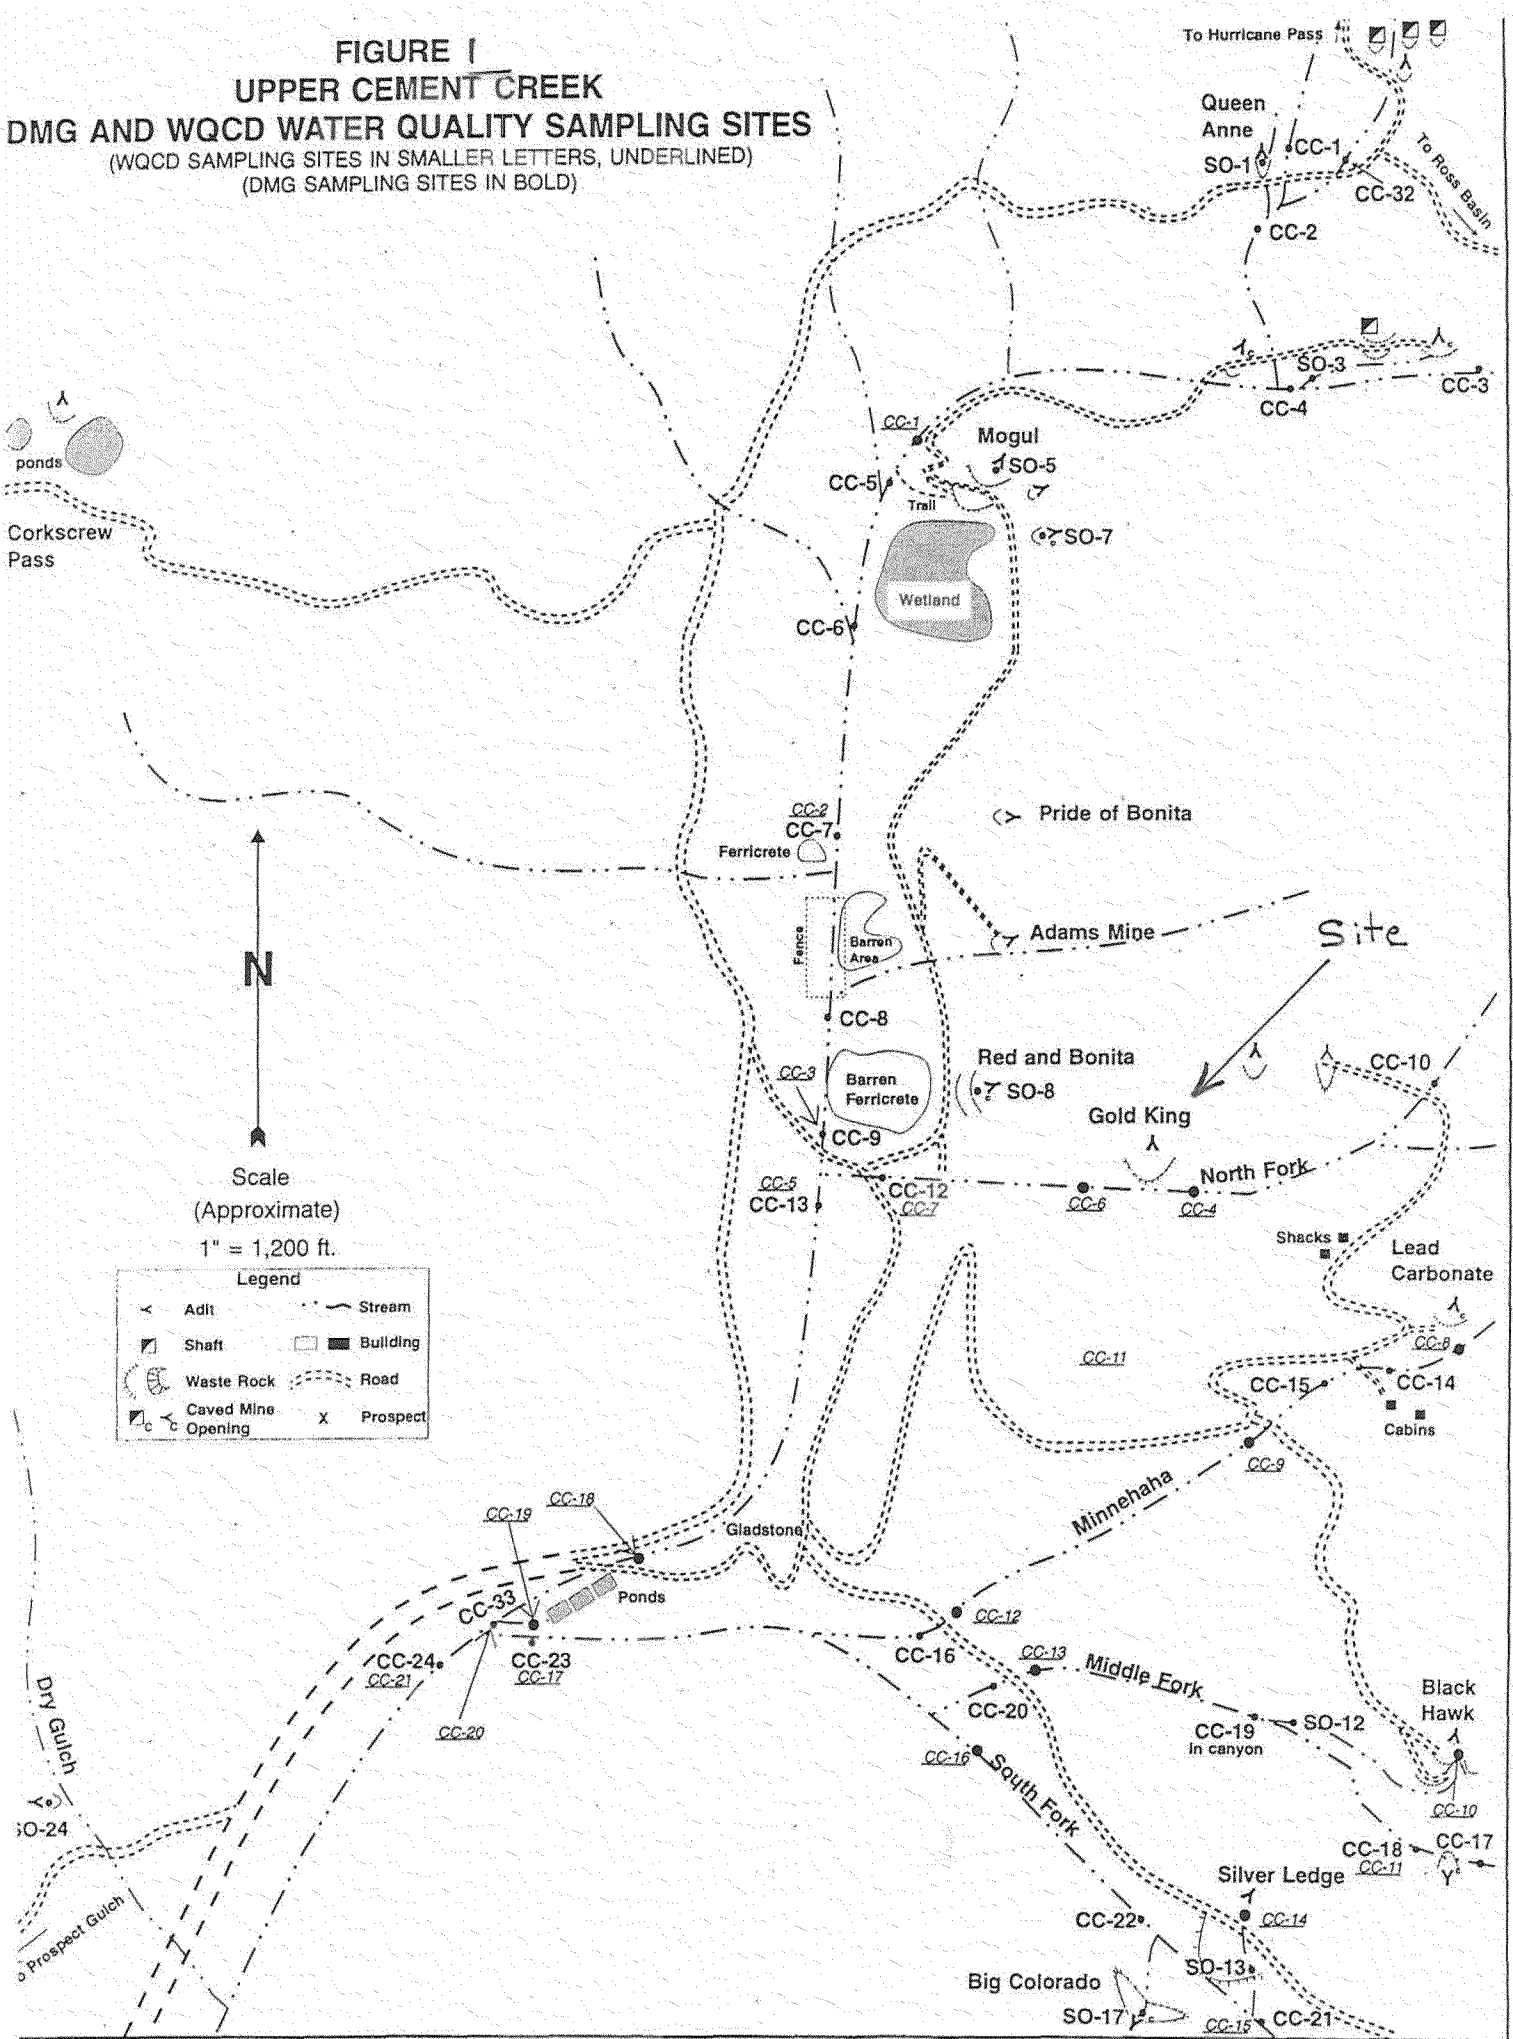 FIGURE 1
UPPER CEMENT CREEK
DMG AND WQCD WATER QUALITY SAMPLING SITES
(WQCD SAMPLING SITES IN SMALLER LETTERS, UNDERLINED)
(DMG SAMPLING SITES IN BOLD)
To Hurricane Pass
Queen
Anne
SO-1
CC-1
CC-32
To Ross Basin
CC-2
SO-3
CC-3
CC-4
CC-1
Mogul
SO-5
CC-5
Trail
SO-7
ponds
Corkscrew
Pass
Wetland
CC-6
CC-2
CC-7
Ferricrete
Pride of Bonita
Fence
Barren
Area
Adams Mine
Site
N
CC-8
CC-3
Barren
Ferricrete
Red and Bonita
SO-8
CC-10
Gold King
CC-9
North Fork
CC-5
CC-13
CC-12
CC-7
CC-6
CC-4
Scale
(Approximate)
1" = 1,200 ft.
Shacks
Lead
Carbonate
Legend
Adit
Stream
Shaft
Building
Waste Rock
Road
C
C
Caved Mine
Opening
X
Prospect
CC-8
CC-11
CC-15
CC-14
Cabins
CC-9
Minnehaha
CC-18
CC-19
Gladstone
Ponds
CC-33
CC-12
CC-16
CC-24
CC-21
CC-23
CC-17
CC-20
CC-13
Middle Fork
CC-20
CC-19
In canyon
SO-12
Black
Hawk
CC-16
South Fork
CC-10
Dry Gulch
SO-24
CC-18
CC-11
CC-17
Silver Ledge
CC-14
CC-22
Prospect Gulch
Big Colorado
SO-13
SO-17
CC-15
CC-21